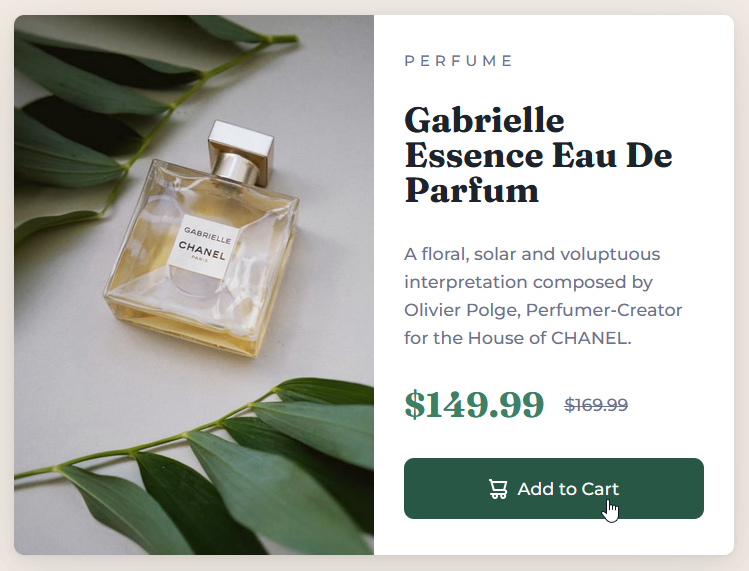 GABRIELLE
CHANEL
PARIS
PERFUME
Gabrielle
Essence Eau De
Parfum
A floral, solar and voluptuous
interpretation composed by
Olivier Polge, Perfumer-Creator
for the House of CHANEL.
$149.99 $169.99
Add to Cart